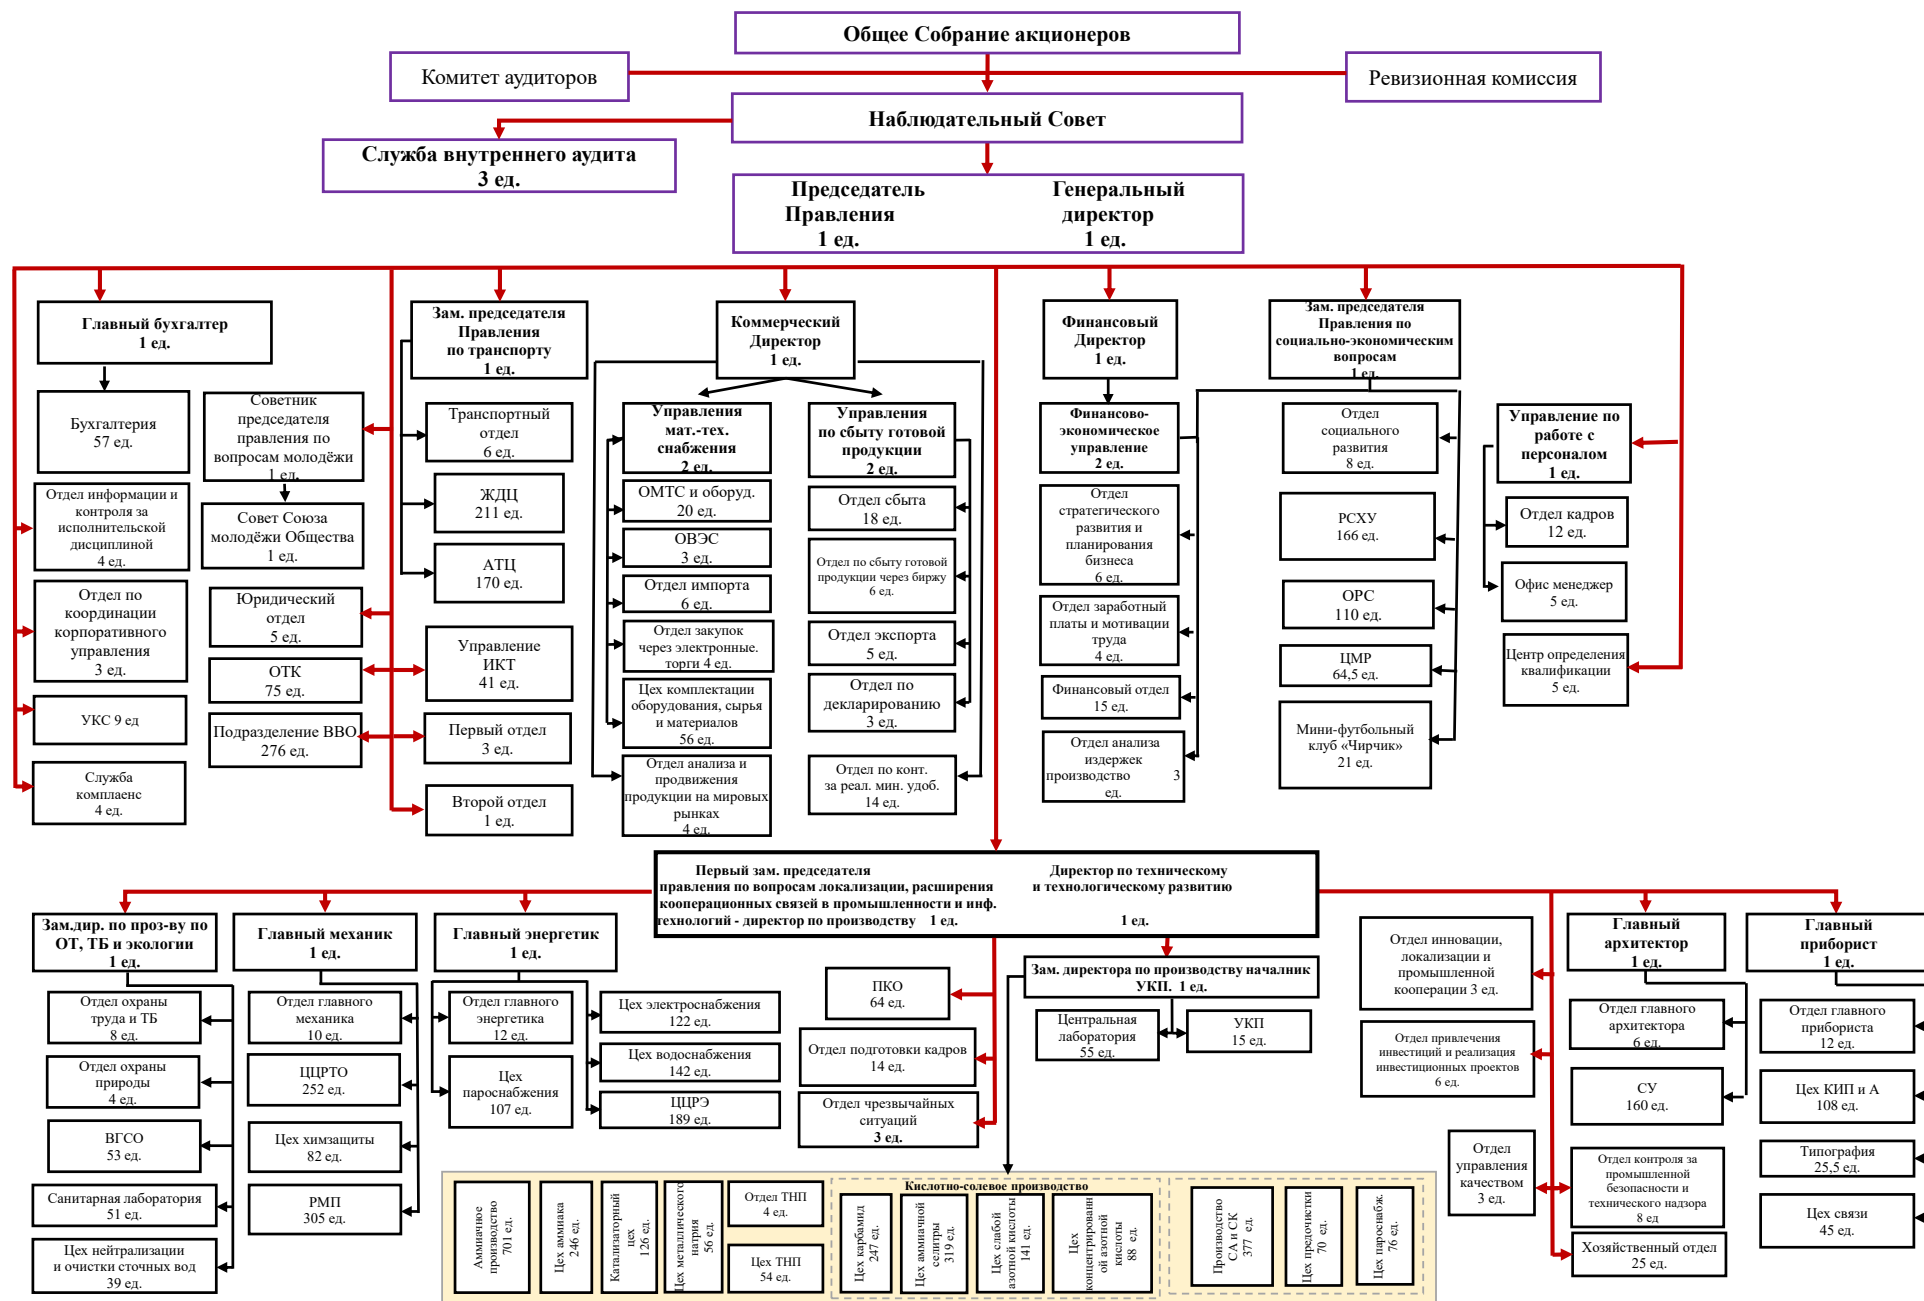 Общее Собрание акционеров
Комитет аудиторов
Ревизионная комиссия
Наблюдательный Совет
Служба внутреннего аудита
3 ед.
Председатель
Правления
1 ед.
Генеральный
директор
1 ед.
Главный бухгалтер
1 ед.
Зам. председателя
Правления
по транспорту
1 ед.
Коммерческий
Директор
1 ед.
Финансовый
Директор
1 ед.
Зам. председателя
Правления по
социально-экономическим
вопросам
1 ед.
Бухгалтерия
57 ед.
Отдел информации и
контроля за
исполнительской
дисциплиной
4 ед.
Отдел по
координации
корпоративного
управления
3 ед.
УКС 9 ед
Служба
комплаенс
4 ед.
Советник
председателя
правления по
вопросам молодёжи
1 ед.
Совет Союза
молодёжи Общества
1 ед.
Юридический
отдел
5 ед.
ОТК
75 ед.
Подразделение ВВО
276 ед.
Транспортный
отдел
6 ед.
ЖДЦ
211 ед.
АТЦ
170 ед.
Управление
ИКТ
41 ед.
Первый отдел
3 ед.
Второй отдел
1 ед.
Управления
мат.-тех.
снабжения
2 ед.
ОМТС и оборуд.
20 ед.
ОВЭС
3 ед.
Отдел импорта
6 ед.
Отдел закупок
через электронные.
торги 4 ед.
Цех комплектации
оборудования, сырья
и материалов
56 ед.
Отдел анализа и
продвижения
продукции на мировых
рынках
4 ед.
Управления
по сбыту готовой
продукции
2 ед.
Отдел сбыта
18 ед.
Отдел по сбыту готовой
продукции через биржу
6 ед.
Отдел экспорта
5 ед.
Отдел по
декларированию
3 ед.
Отдел по конт.
за реал. мин. удоб.
14 ед.
Финансово-
экономическое
управление
2 ед.
Отдел
стратегического
развития и
планирования
бизнеса
6 ед.
Отдел заработный
платы и мотивации
труда
4 ед.
Финансовый отдел
15 ед.
Отдел анализа
издержек
производство 3
ед.
Отдел
социального
развития
8 ед.
РСХУ
166 ед.
ОРС
110 ед.
ЦМР
64,5 ед.
Мини-футбольный
клуб «Чирчик»
21 ед.
Управление по
работе с
персоналом
1 ед.
Отдел кадров
12 ед.
Офис менеджер
5 ед.
Центр определения
квалификации
5 ед.
Первый зам. председателя
правления по вопросам локализации, расширения
кооперационных связей в промышленности и инф.
технологий - директор по производству 1 ед.
Директор по техническому
и технологическому развитию
1 ед.
Зам.дир. по проз-ву по
ОТ, ТБ и экологии
1 ед.
Главный механик
1 ед.
Главный энергетик
1 ед.
Отдел охраны
труда и ТБ
8 ед.
Отдел охраны
природы
4 ед.
ВГСО
53 ед.
Санитарная лаборатория
51 ед.
Цех нейтрализации
и очистки сточных вод
39 ед.
Отдел главного
механика
10 ед.
ЦЦРТО
252 ед.
Цех химзащиты
82 ед.
РМП
305 ед.
Отдел главного
энергетика
12 ед.
Цех
пароснабжения
107 ед.
Цех электроснабжения
122 ед.
Цех водоснабжения
142 ед.
ЦЦРЭ
189 ед.
ПКО
64 ед.
Отдел подготовки кадров
14 ед.
Отдел чрезвычайных
ситуаций
3 ед.
Зам. директора по производству началник
УКП. 1 ед.
Центральная
лаборатория
55 ед.
УКП
15 ед.
Отдел инновации,
локализации и
промышленной
кооперации 3 ед.
Отдел привлечения
инвестиций и реализация
инвестиционных проектов
6 ед.
Отдел
управления
качеством
3 ед.
Главный
архитектор
1 ед.
Отдел главного
архитектора
6 ед.
СУ
160 ед.
Отдел контроля за
промышленной
безопасности и
технического надзора
8 ед
Хозяйственный отдел
25 ед.
Главный
приборист
1 ед.
Отдел главного
прибориста
12 ед.
Цех КИП и А
108 ед.
Типография
25,5 ед.
Цех связи
45 ед.
Аммиачное
производство
701 ед.
Цех аммиака
246 ед.
Катализаторный
цех
126 ед.
Цех металлического
натрия
56 ед.
Отдел ТНП
4 ед.
Цех ТНП
54 ед.
Кислотно-солевое производство
Цех карбамид
247 ед.
Цех аммиачной
селитры
319 ед.
Цех слабой
азотной кислоты
141 ед.
Цех
концентрированн
ой азотной
кислоты
88 ед.
Производство
СА и СК
377 ед.
Цех предочистки
70 ед.
Цех пароснабж.
76 ед.